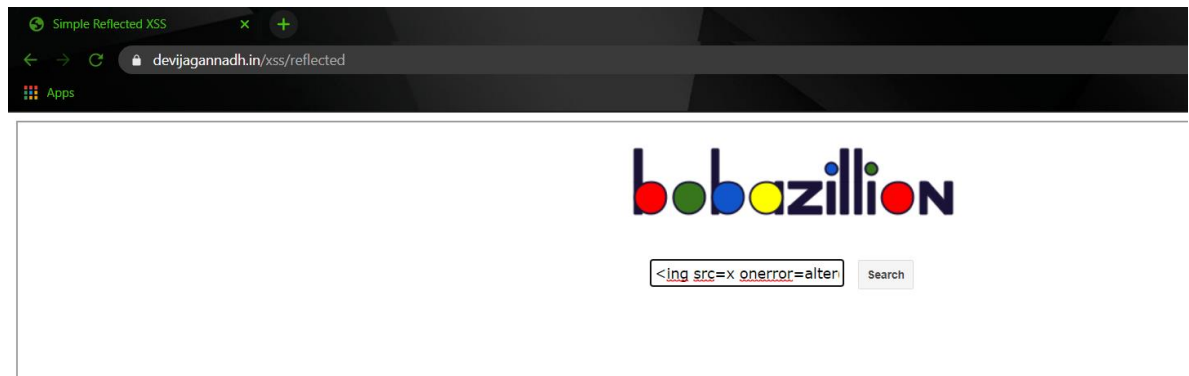 Simple Reflected XSS
devijagannadh.in/xss/reflected
Apps
bobazillion
<ing src=x onerror=alter
Search